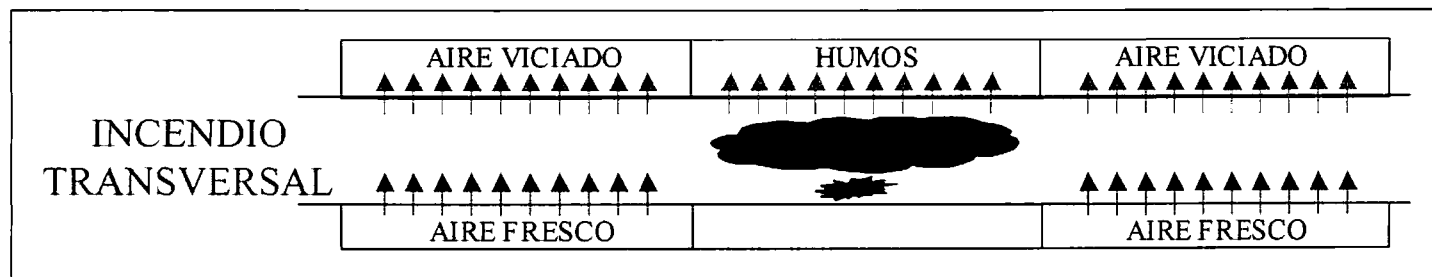 AIRE VICIADO
HUMOS
AIRE VICIADO
INCENDIO
TRANSVERSAL
AIRE FRESCO
AIRE FRESCO